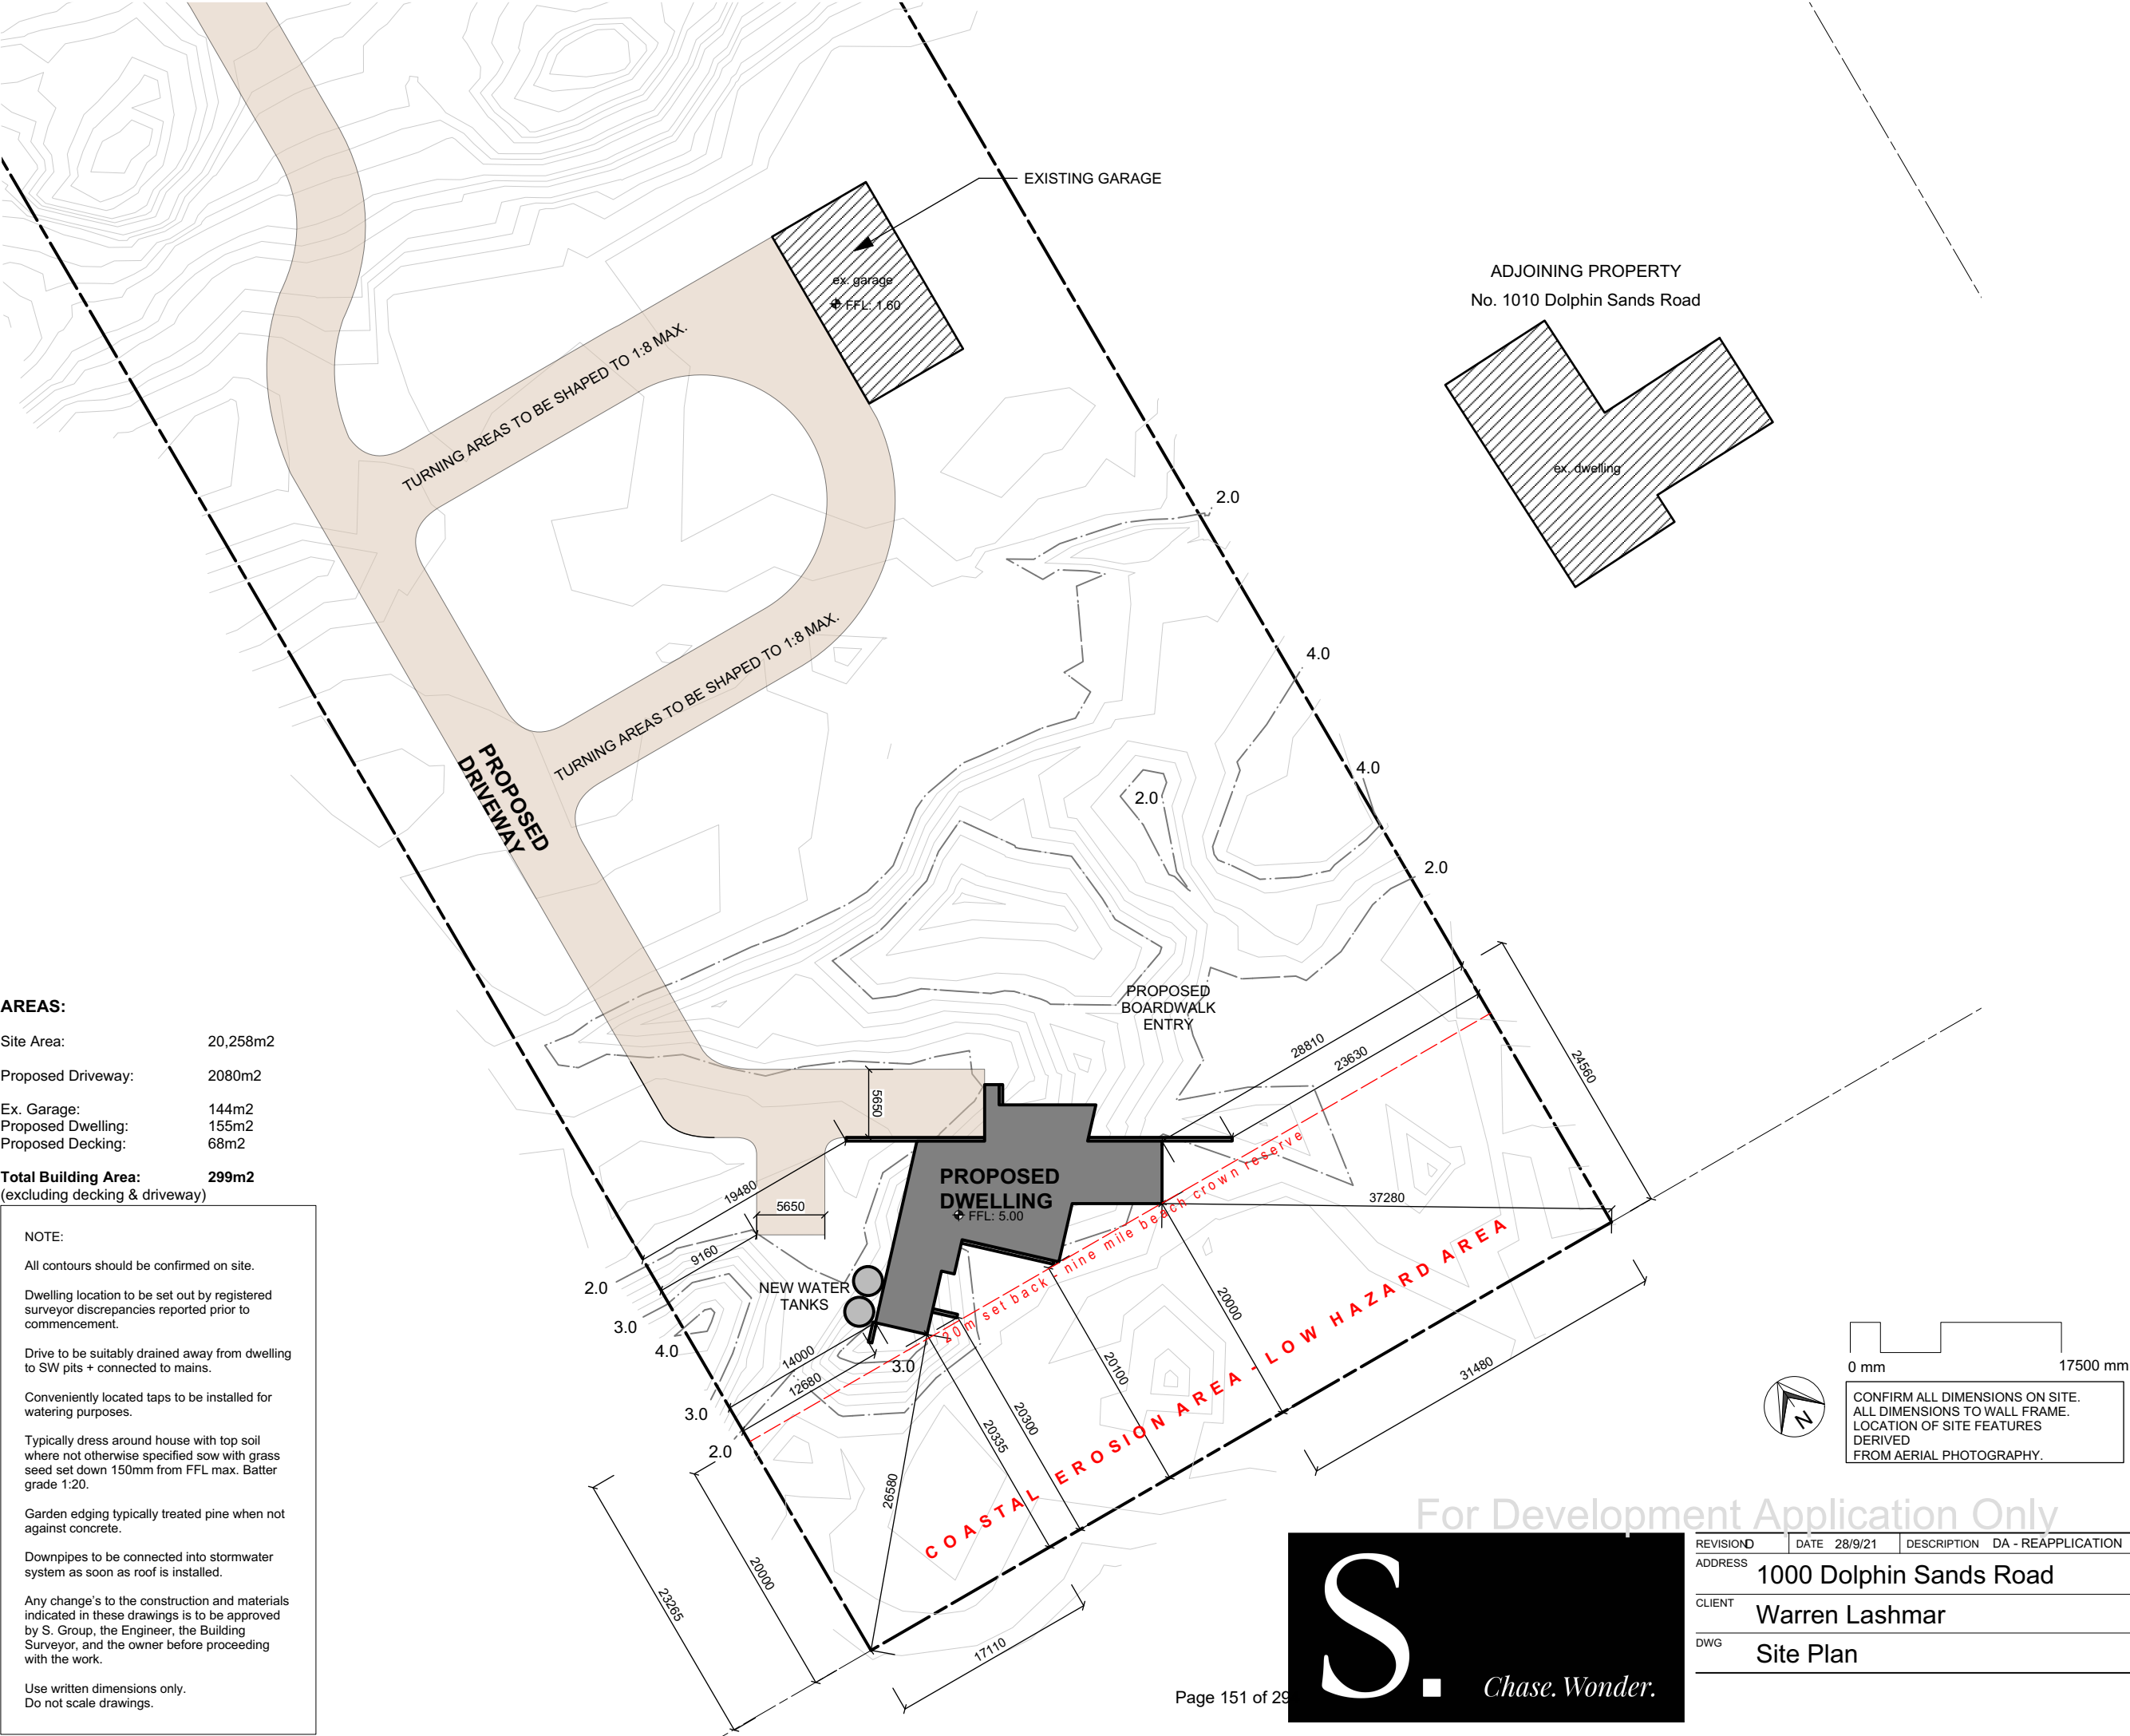 EXISTING GARAGE
ex. garage
FFL: 1.60
ADJOINING PROPERTY
No. 1010 Dolphin Sands Road
ex. dwelling
TURNING AREAS TO BE SHAPED TO 1:8 MAX.
TURNING AREAS TO BE SHAPED TO 1:8 MAX.
PROPOSED
DRIVEWAY
2.0
4.0
4.0
2.0
2.0
PROPOSED
BOARDWALK
ENTRY
28810
23630
24560
5650
19480
5650
9160
PROPOSED
DWELLING
FFL: 5.00
37280
20m set back - nine mile beach crown reserve
COASTAL EROSION AREA - LOW HAZARD AREA
NEW WATER
TANKS
2.0
3.0
4.0
3.0
2.0
3.0
14000
12680
20000
20100
20300
20335
26580
31480
20000
23265
17110
AREAS:
Site Area: 20,258m2
Proposed Driveway: 2080m2
Ex. Garage: 144m2
Proposed Dwelling: 155m2
Proposed Decking: 68m2
Total Building Area: 299m2
(excluding decking & driveway)
NOTE:
All contours should be confirmed on site.
Dwelling location to be set out by registered
surveyor discrepancies reported prior to
commencement.
Drive to be suitably drained away from dwelling
to SW pits + connected to mains.
Conveniently located taps to be installed for
watering purposes.
Typically dress around house with top soil
where not otherwise specified sow with grass
seed set down 150mm from FFL max. Batter
grade 1:20.
Garden edging typically treated pine when not
against concrete.
Downpipes to be connected into stormwater
system as soon as roof is installed.
Any change's to the construction and materials
indicated in these drawings is to be approved
by S. Group, the Engineer, the Building
Surveyor, and the owner before proceeding
with the work.
Use written dimensions only.
Do not scale drawings.
0 mm 17500 mm
N
CONFIRM ALL DIMENSIONS ON SITE.
ALL DIMENSIONS TO WALL FRAME.
LOCATION OF SITE FEATURES
DERIVED
FROM AERIAL PHOTOGRAPHY.
For Development Application Only
Page 151 of 29
S.
Chase. Wonder.
REVISION D DATE 28/9/21 DESCRIPTION DA - REAPPLICATION
ADDRESS 1000 Dolphin Sands Road
CLIENT Warren Lashmar
DWG Site Plan